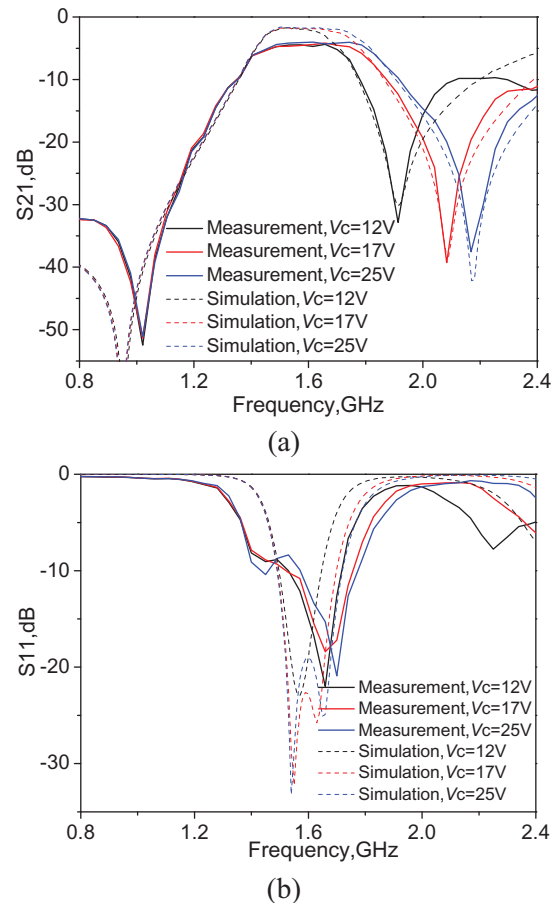 0
-10
-20
-30
-40
-50
S21,dB
Measurement,Vc=12V
Measurement,Vc=17V
Measurement,Vc=25V
Simulation,Vc=12V
Simulation,Vc=17V
Simulation,Vc=25V
0.8 1.2 1.6 2.0 2.4
Frequency,GHz
(a)
0
-10
-20
-30
S11,dB
Measurement,Vc=12V
Measurement,Vc=17V
Measurement,Vc=25V
Simulation,Vc=12V
Simulation,Vc=17V
Simulation,Vc=25V
0.8 1.2 1.6 2.0 2.4
Frequency,GHz
(b)